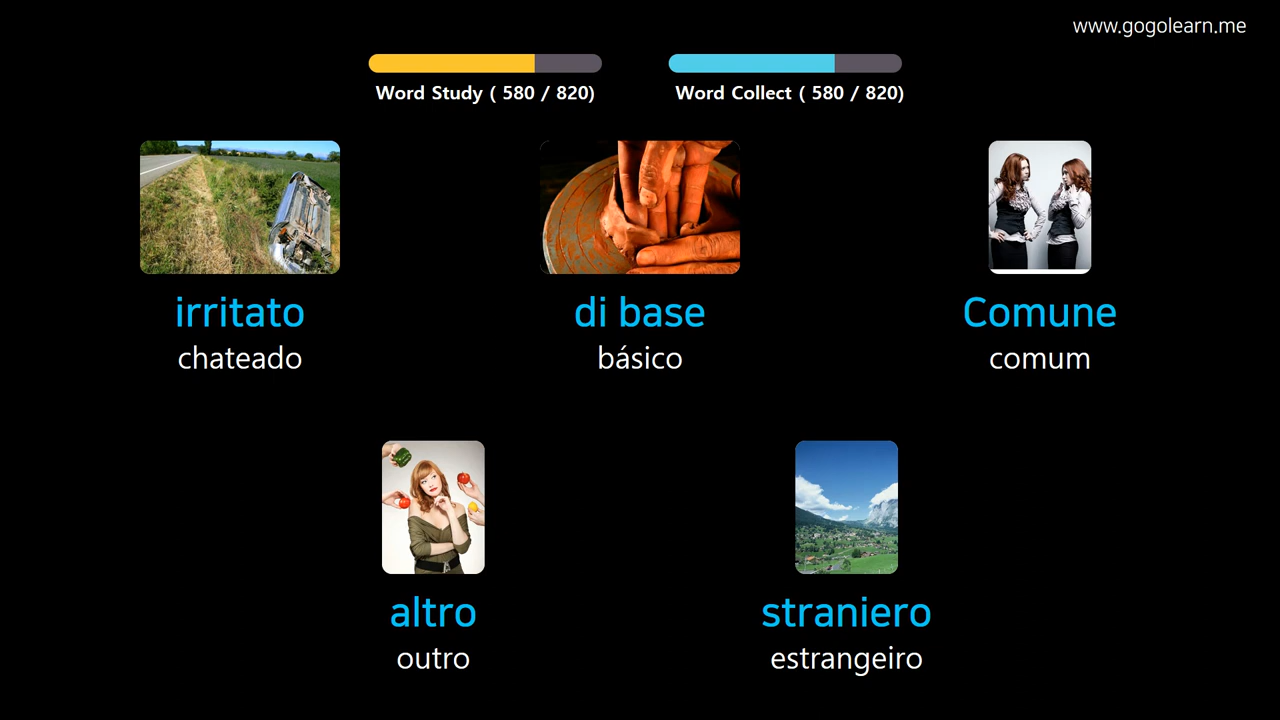 www.gogolearn.me
Word Study ( 580 / 820)
Word Collect ( 580 / 820)
irritato
chateado
di base
básico
Comune
comum
altro
outro
straniero
estrangeiro